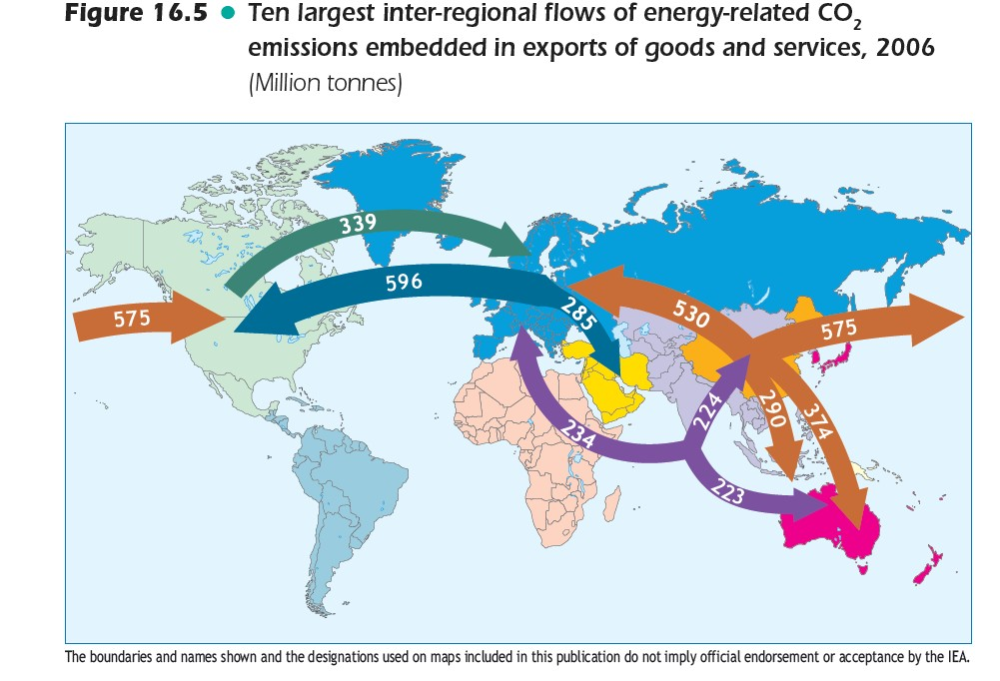 Figure 16.5 • Ten largest inter-regional flows of energy-related CO₂
emissions embedded in exports of goods and services, 2006
(Million tonnes)
339
596
575
285
530
575
224
290
374
234
223
The boundaries and names shown and the designations used on maps included in this publication do not imply official endorsement or acceptance by the IEA.